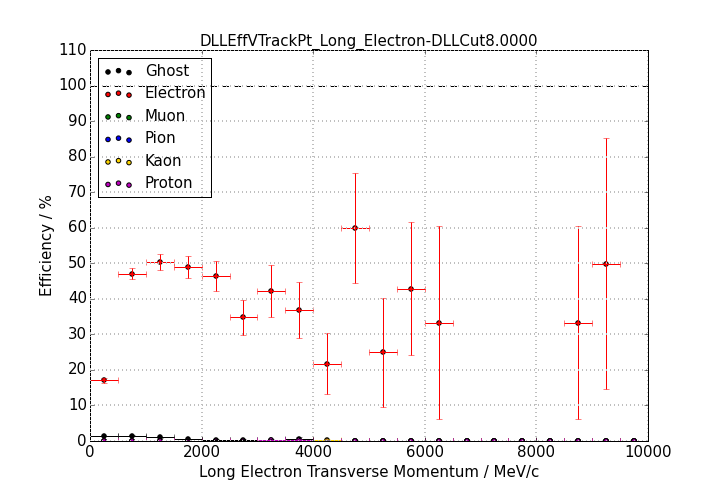 DLLEffVTrackPt_Long_Electron-DLLCut8.0000
110
100
90
80
70
60
50
40
30
20
10
0
Efficiency / %
Ghost
Electron
Muon
Pion
Kaon
Proton
0 2000 4000 6000 8000 10000
Long Electron Transverse Momentum / MeV/c